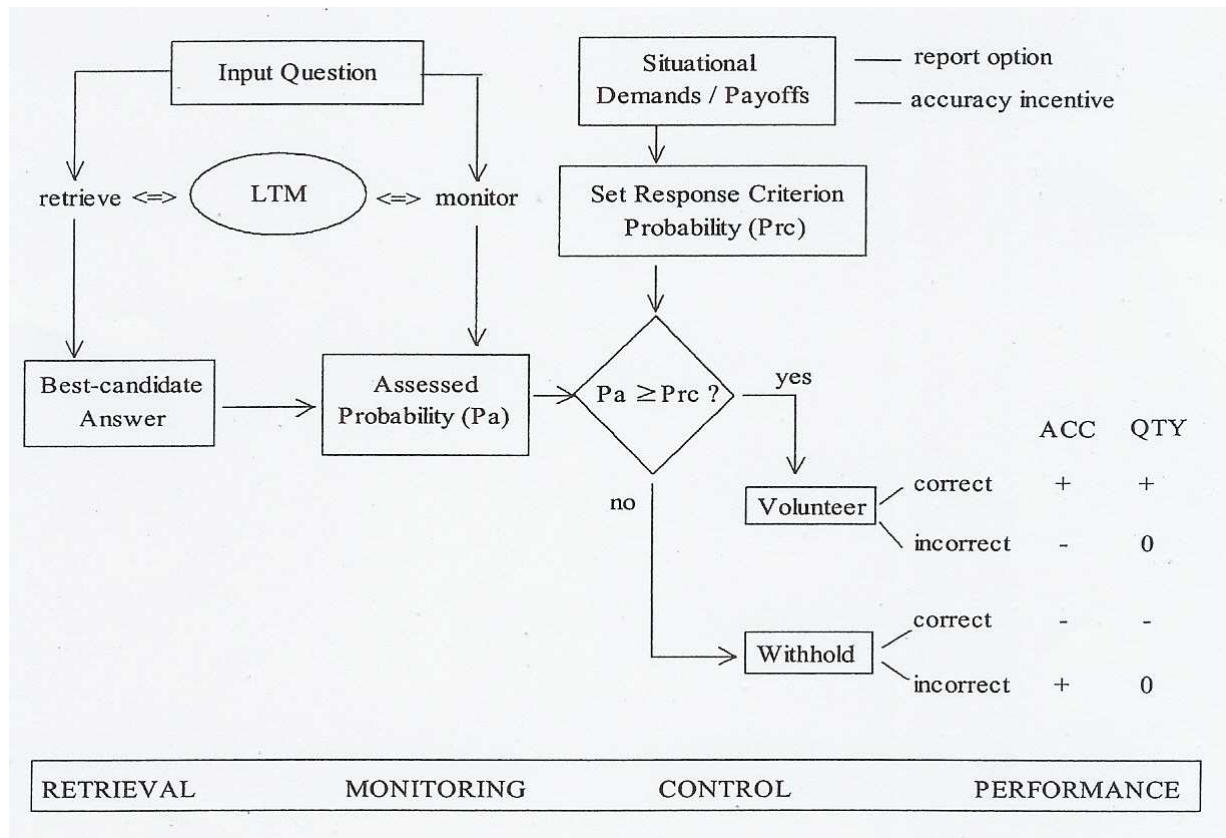 Input Question
Situational
Demands / Payoffs
report option
accuracy incentive
retrieve <=> LTM <=> monitor
Set Response Criterion
Probability (Prc)
Best-candidate
Answer
Assessed
Probability (Pa)
Pa ≥ Prc ?
yes
no
ACC QTY
Volunteer
correct + +
incorrect - 0
Withhold
correct - -
incorrect + 0
RETRIEVAL MONITORING CONTROL PERFORMANCE